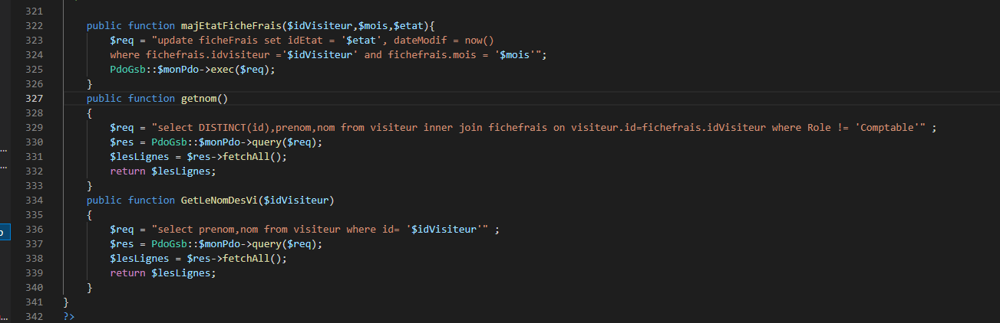 321
322 public function majEtatFicheFrais($idVisiteur,$mois,$etat){
323 $req = "update ficheFrais set idEtat = '$etat', dateModif = now()
324 where fichefrais.idvisiteur ='$idVisiteur' and fichefrais.mois = '$mois'";
325 PdoGsb::$monPdo->exec($req);
326 }
327 public function getnom()
328 {
329 $req = "select DISTINCT(id),prenom,nom from visiteur inner join fichefrais on visiteur.id=fichefrais.idVisiteur where Role != 'Comptable'" ;
330 $res = PdoGsb::$monPdo->query($req);
331 $lesLignes = $res->fetchAll();
332 return $lesLignes;
333 }
334 public function GetLeNomDesVi($idVisiteur)
335 {
336 $req = "select prenom,nom from visiteur where id= '$idVisiteur'" ;
337 $res = PdoGsb::$monPdo->query($req);
338 $lesLignes = $res->fetchAll();
339 return $lesLignes;
340 }
341 }
342 ?>